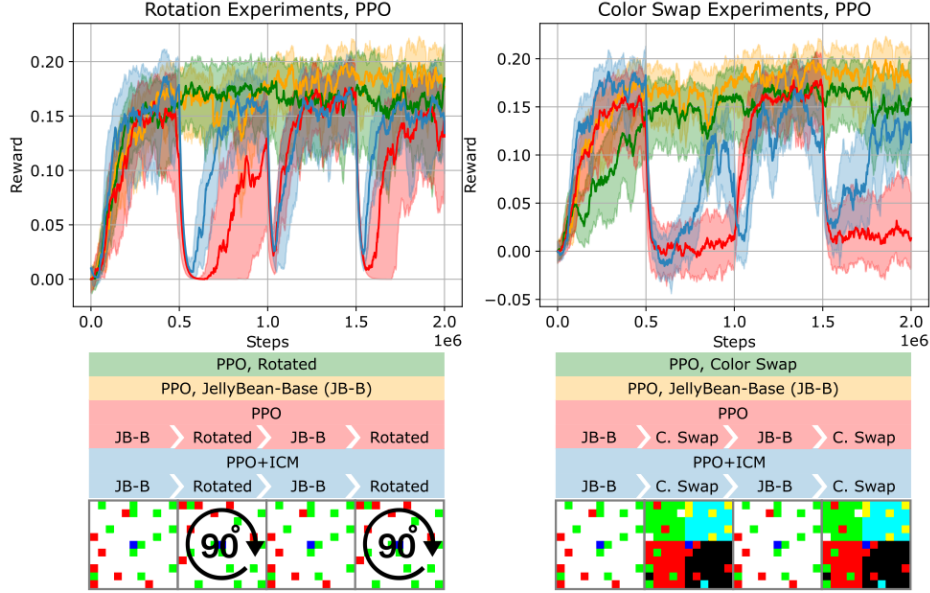 Rotation Experiments, PPO
Reward
0.20
0.15
0.10
0.05
0.00
0.0 0.5 1.0 1.5 2.0
Steps 1e6
PPO, Rotated
PPO, JellyBean-Base (JB-B)
PPO
JB-B Rotated JB-B Rotated
PPO+ICM
JB-B Rotated JB-B Rotated
90° 90°
Color Swap Experiments, PPO
Reward
0.20
0.15
0.10
0.05
0.00
−0.05
0.0 0.5 1.0 1.5 2.0
Steps 1e6
PPO, Color Swap
PPO, JellyBean-Base (JB-B)
PPO
JB-B C. Swap JB-B C. Swap
PPO+ICM
JB-B C. Swap JB-B C. Swap